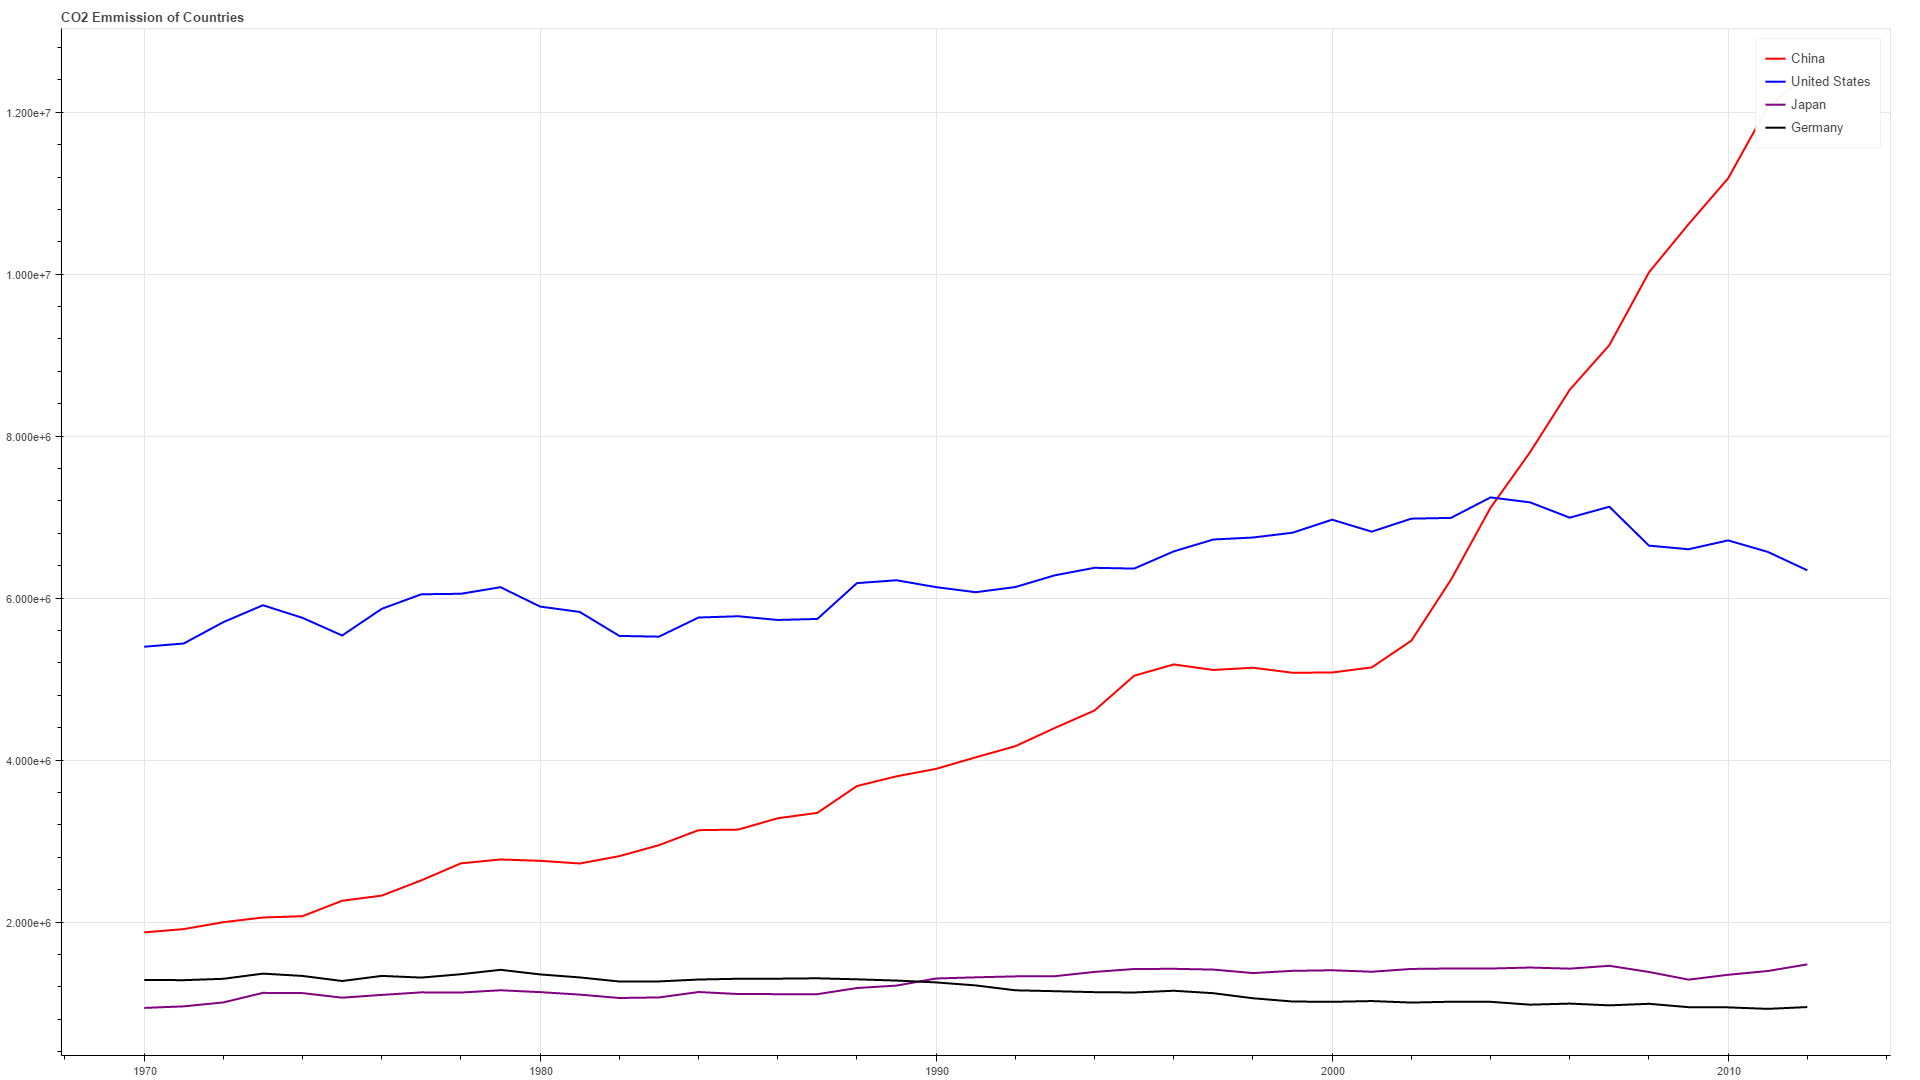 CO2 Emmission of Countries
China
United States
Japan
Germany
1.200e+7
1.000e+7
8.000e+6
6.000e+6
4.000e+6
2.000e+6
1970
1980
1990
2000
2010